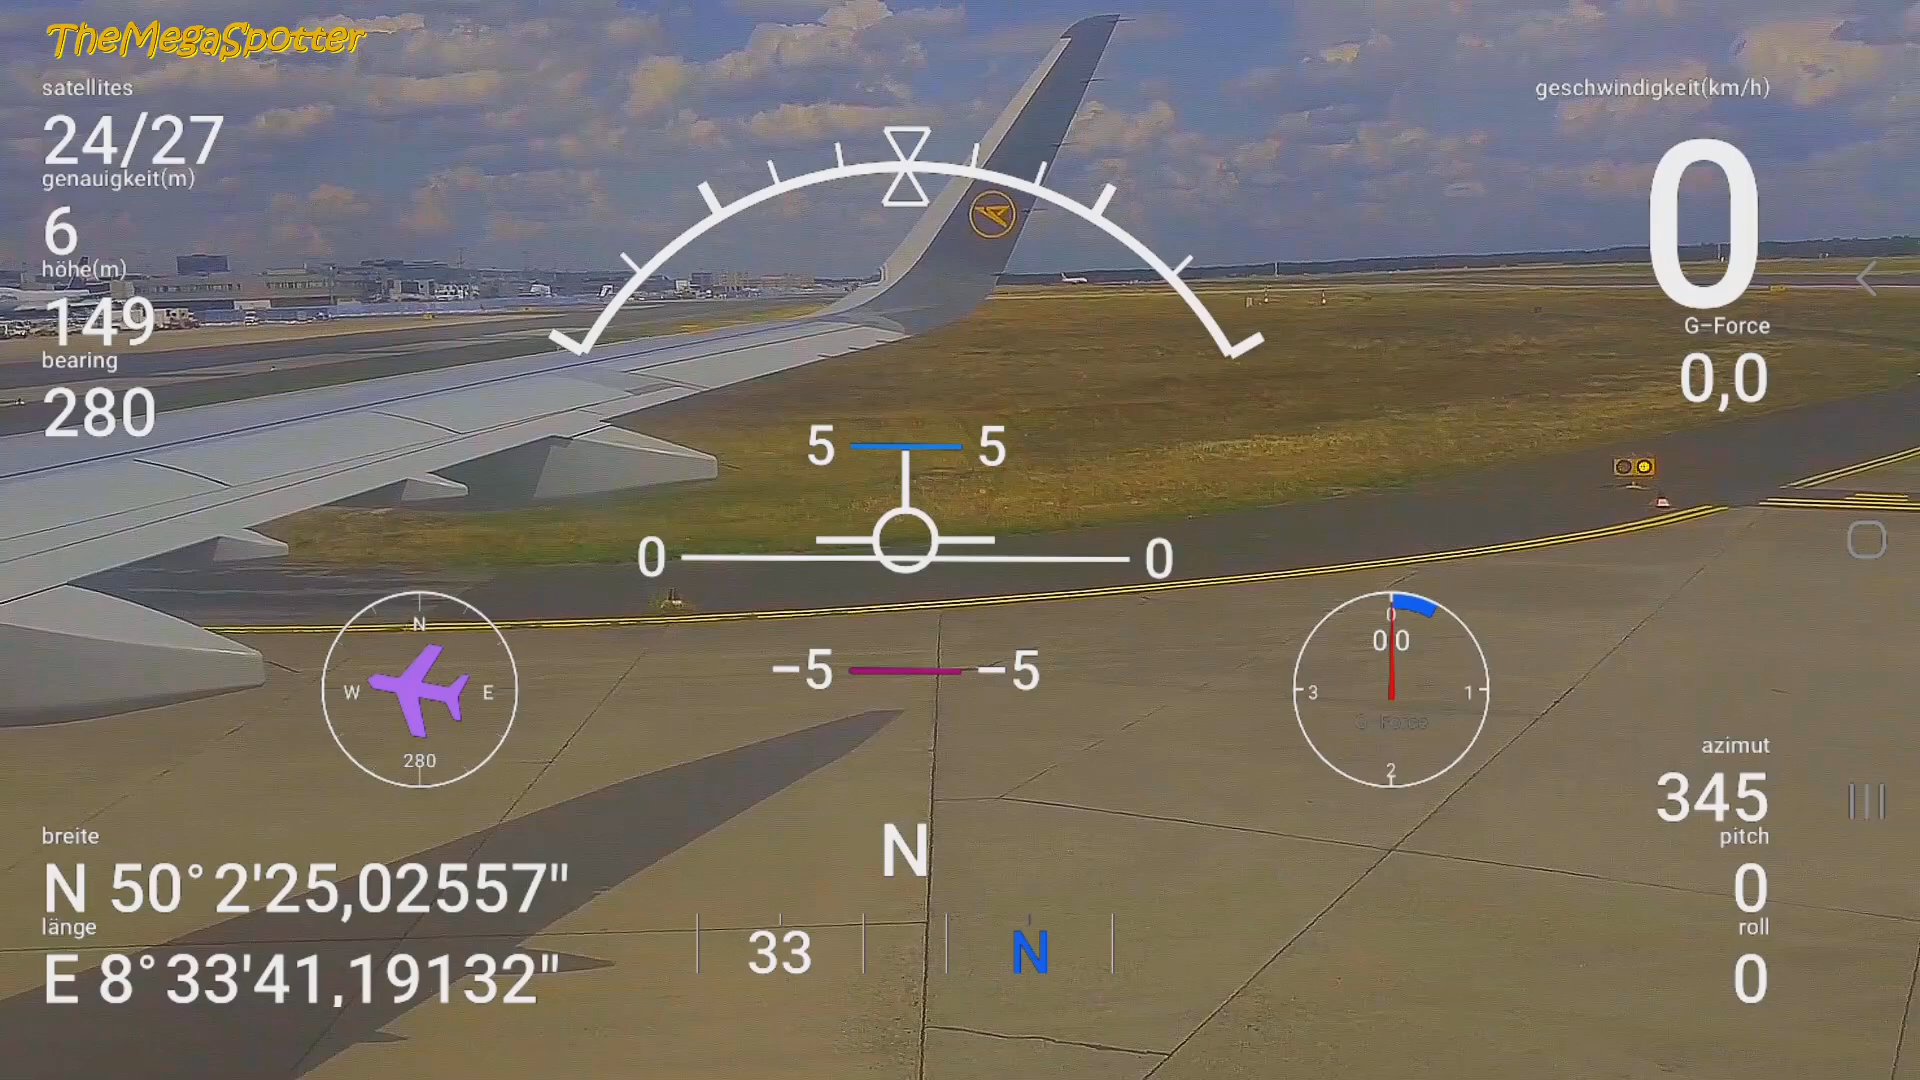 TheMegaSpotter
satellites
24/27
genauigkeit(m)
6
höhe(m)
149
bearing
280
geschwindigkeit(km/h)
0
G-Force
0,0
5 5
0 0
-5 -5
N
W E
280
0
0,0
3 1
G-Force
2
azimut
345
pitch
0
roll
0
breite
N 50°2'25,02557"
länge
E 8°33'41,19132"
N
33 N